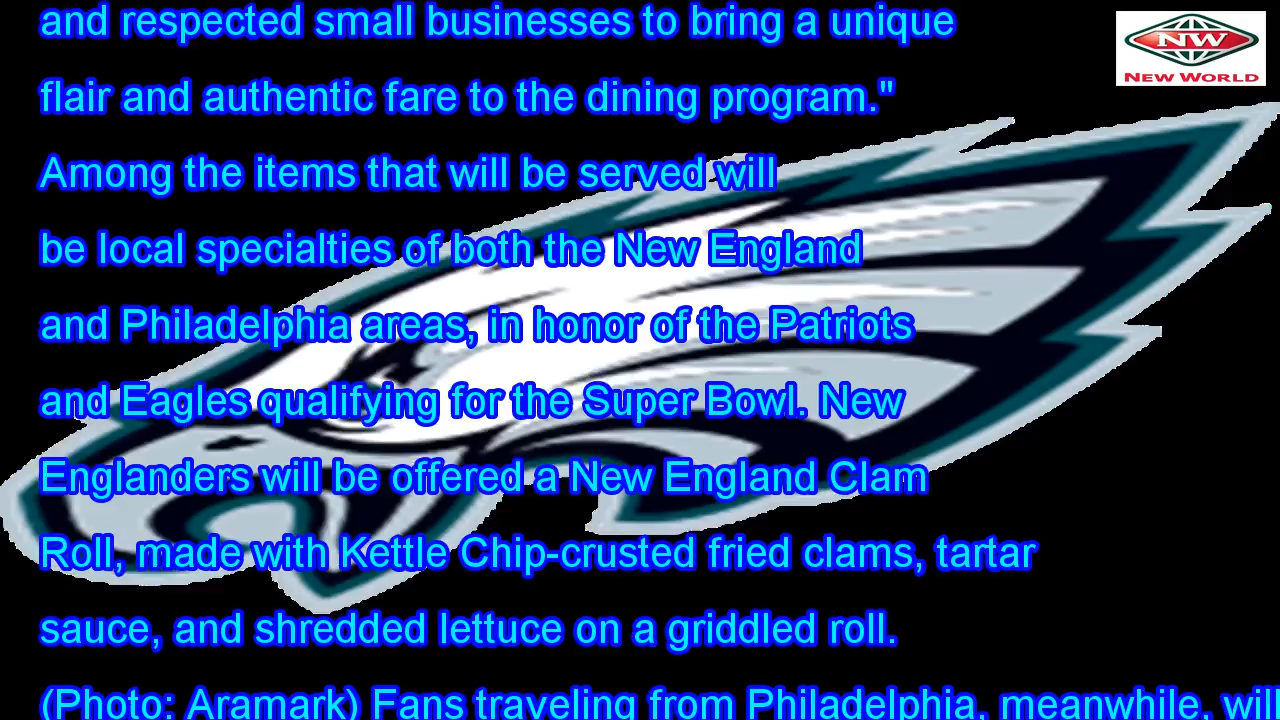 and respected small businesses to bring a unique
flair and authentic fare to the dining program."
Among the items that will be served will
be local specialties of both the New England
and Philadelphia areas, in honor of the Patriots
and Eagles qualifying for the Super Bowl. New
Englanders will be offered a New England Clam
Roll, made with Kettle Chip-crusted fried clams, tartar
sauce, and shredded lettuce on a griddled roll.
(Photo: Aramark) Fans traveling from Philadelphia, meanwhile, will
NW
NEW WORLD